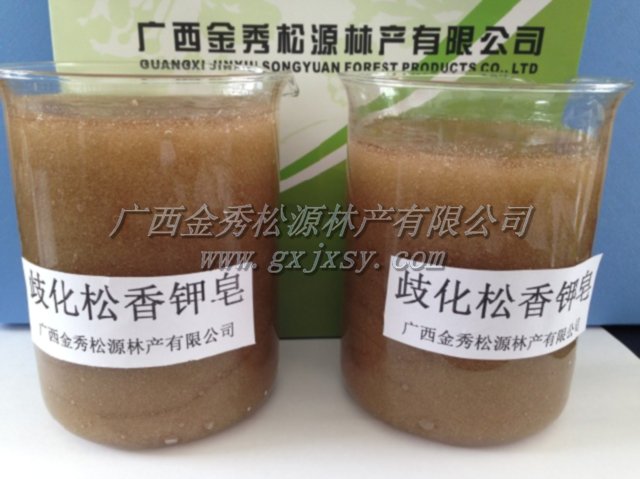 广西金秀松源林产有限公司
GUANGXI JINXIU SONGYUAN FOREST PRODUCTS CO., LTD
广西金秀松源林产有限公司
www.gxjxsy.com
歧化松香钾皂
广西金秀松源林产有限公司
歧化松香钾皂
广西金秀松源林产有限公司